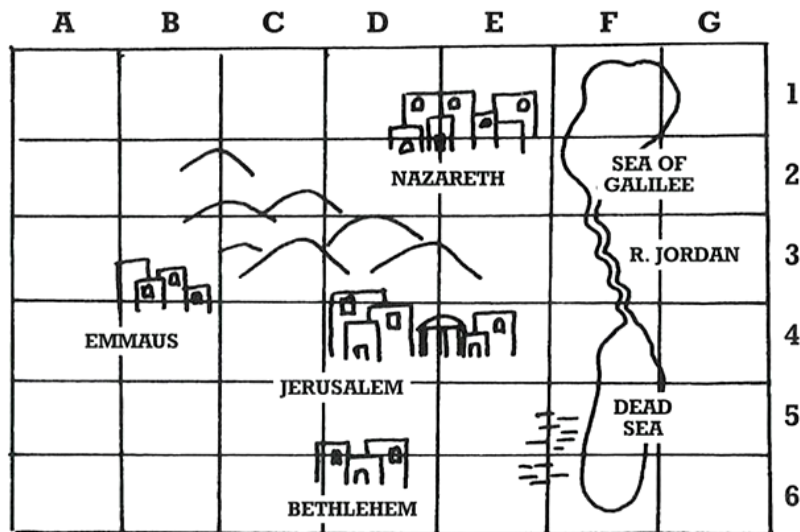 A B C D E F G
1
NAZARETH
SEA OF
GALILEE
2
R. JORDAN
3
EMMAUS
4
JERUSALEM
DEAD
SEA
5
BETHLEHEM
6